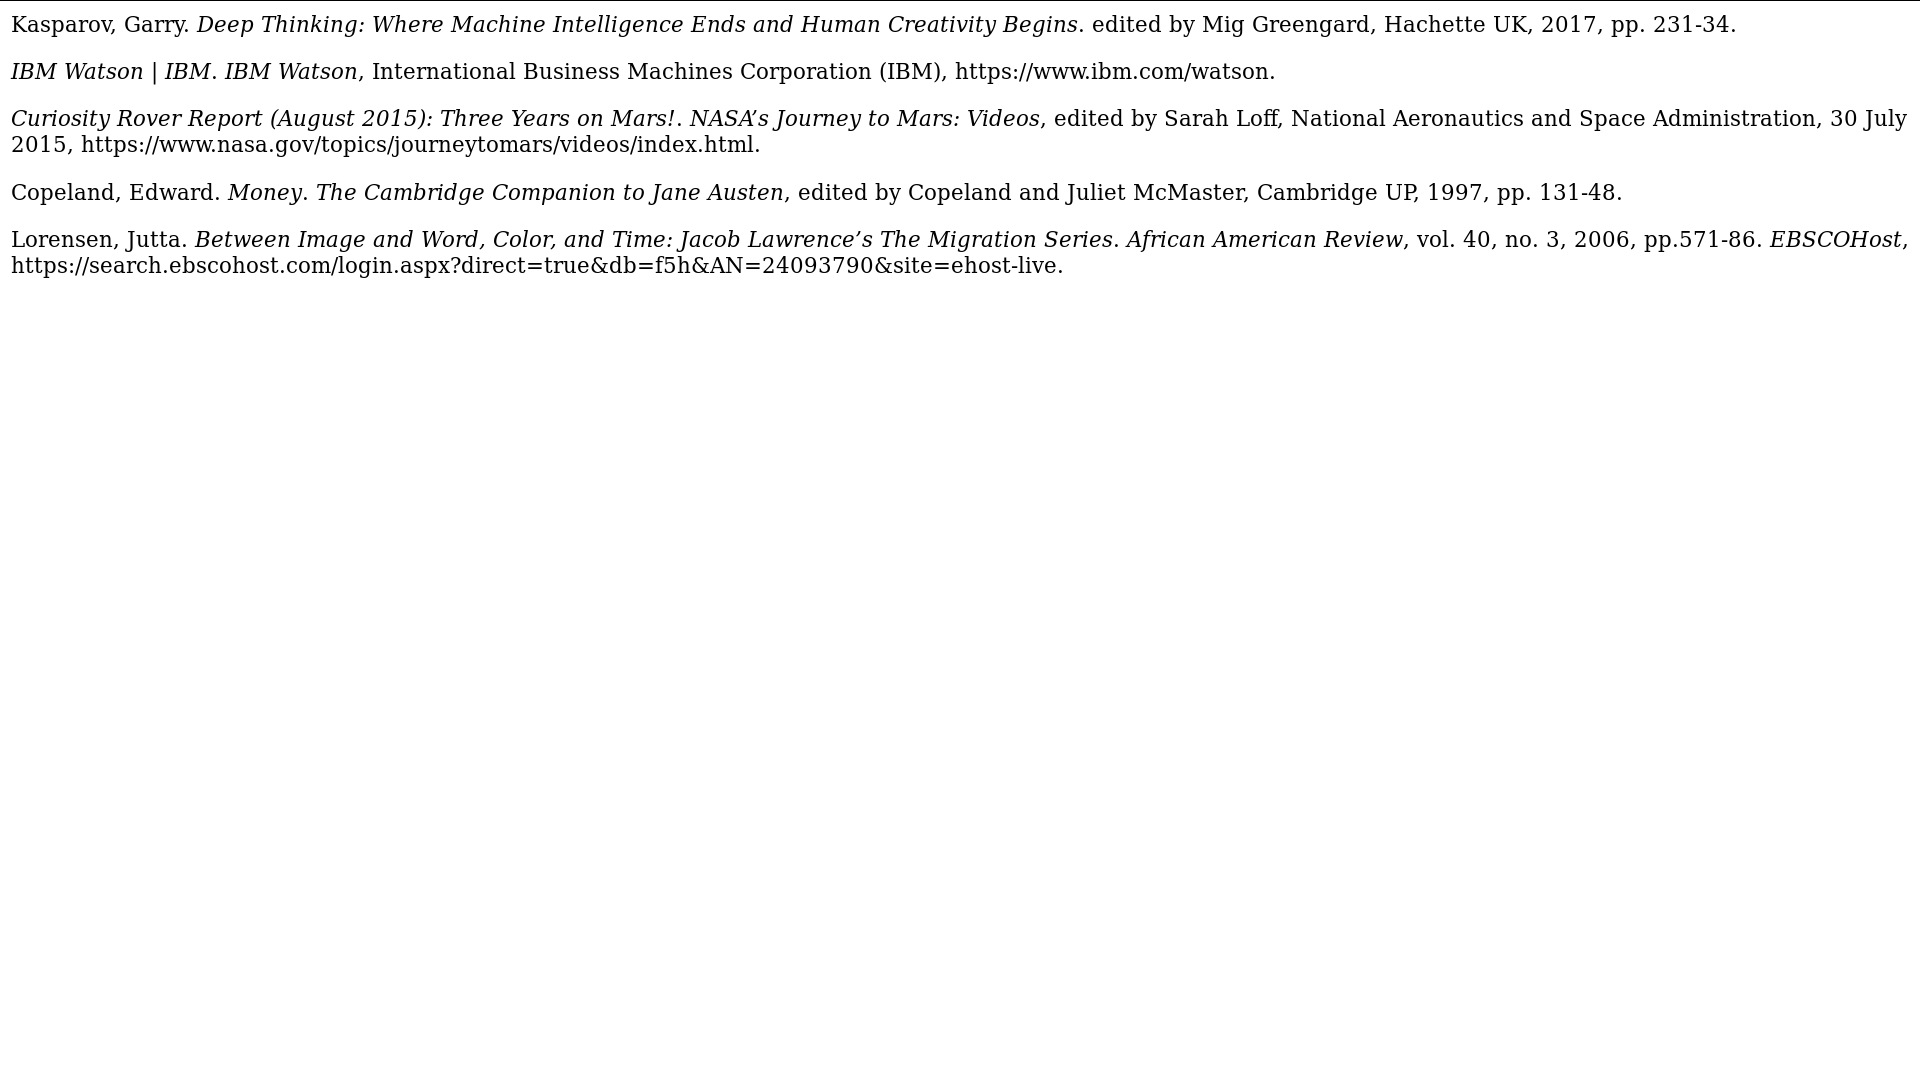 Kasparov, Garry. Deep Thinking: Where Machine Intelligence Ends and Human Creativity Begins. edited by Mig Greengard, Hachette UK, 2017, pp. 231-34.
IBM Watson | IBM. IBM Watson, International Business Machines Corporation (IBM), https://www.ibm.com/watson.
Curiosity Rover Report (August 2015): Three Years on Mars!. NASA’s Journey to Mars: Videos, edited by Sarah Loff, National Aeronautics and Space Administration, 30 July
2015, https://www.nasa.gov/topics/journeytomars/videos/index.html.
Copeland, Edward. Money. The Cambridge Companion to Jane Austen, edited by Copeland and Juliet McMaster, Cambridge UP, 1997, pp. 131-48.
Lorensen, Jutta. Between Image and Word, Color, and Time: Jacob Lawrence’s The Migration Series. African American Review, vol. 40, no. 3, 2006, pp.571-86. EBSCOHost,
https://search.ebscohost.com/login.aspx?direct=true&db=f5h&AN=24093790&site=ehost-live.